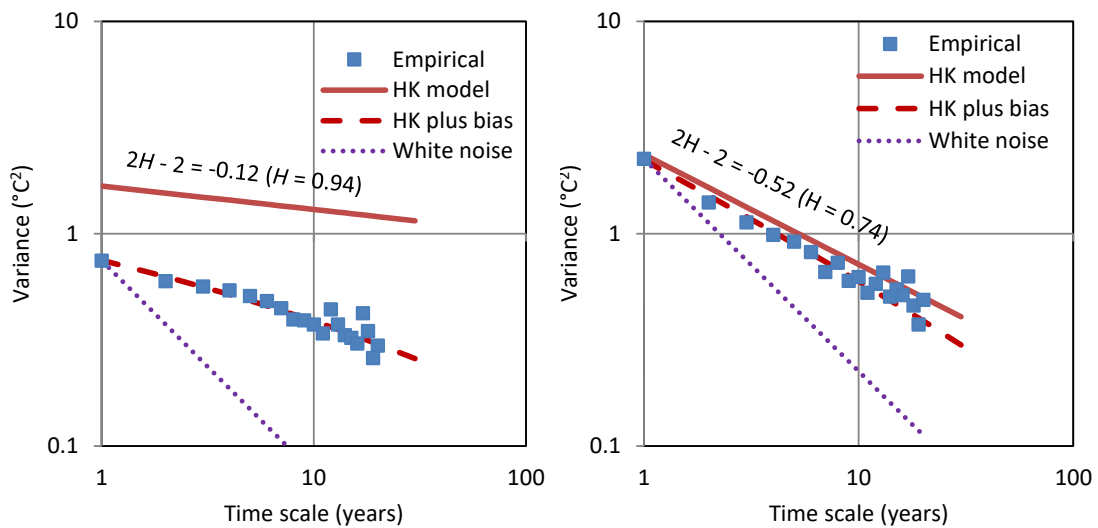 10
Empirical
HK model
HK plus bias
White noise
2H - 2 = -0.12 (H = 0.94)
Variance (°C²)
1
0.1
1
10
100
Time scale (years)
10
Empirical
HK model
HK plus bias
White noise
2H - 2 = -0.52 (H = 0.74)
Variance (°C²)
1
0.1
1
10
100
Time scale (years)